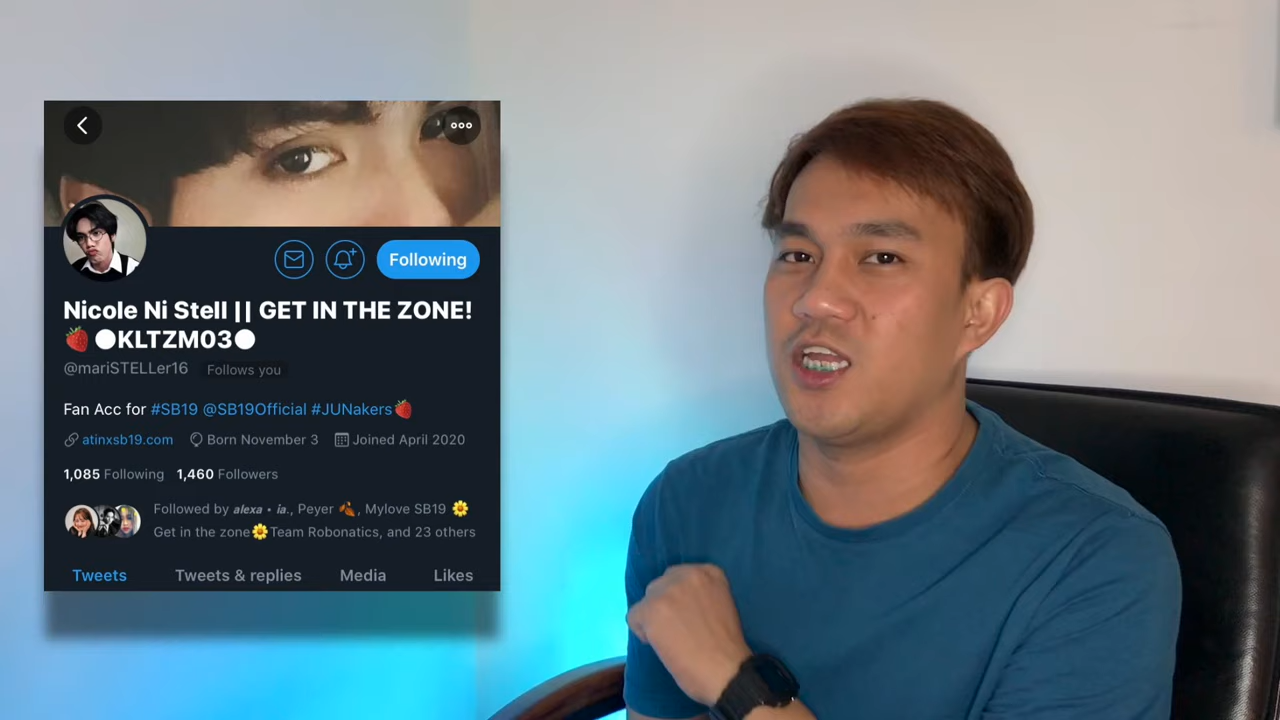 Following
Nicole Ni Stell || GET IN THE ZONE!
🍓 ⚪KLTZM03⚪
@mariSTELLer16 Follows you
Fan Acc for #SB19 @SB19Official #JUNakers🍓
atinxsb19.com Born November 3 Joined April 2020
1,085 Following 1,460 Followers
Followed by alexa • ia., Peyer 🍂, Mylove SB19 🌼
Get in the zone🌼Team Robonatics, and 23 others
Tweets Tweets & replies Media Likes